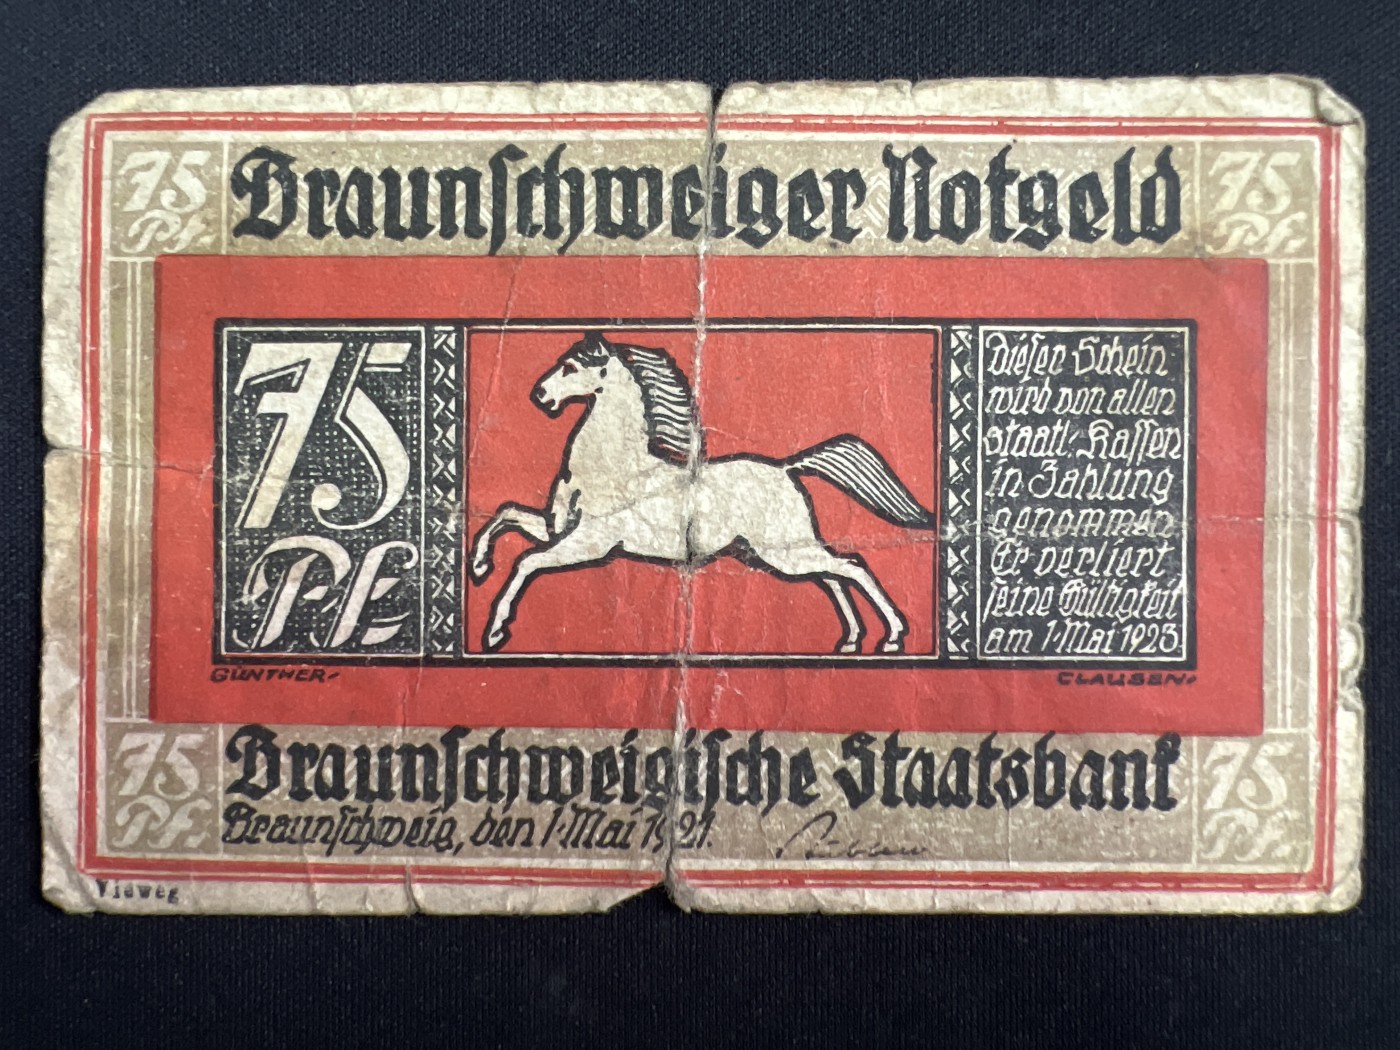 75 Pf.
Braunschweiger Notgeld
75 Pf.
75
Pf
Dieser Schein
wird von allen
staatl. Kassen
in Zahlung
genommen
Er verliert
seine Gültigkeit
am 1·Mai 1923.
GÜNTHER
CLAUSEN
75 Pf.
Braunschweigische Staatsbank
75 Pf.
Braunschweig, den 1·Mai 1921.
Vieweg